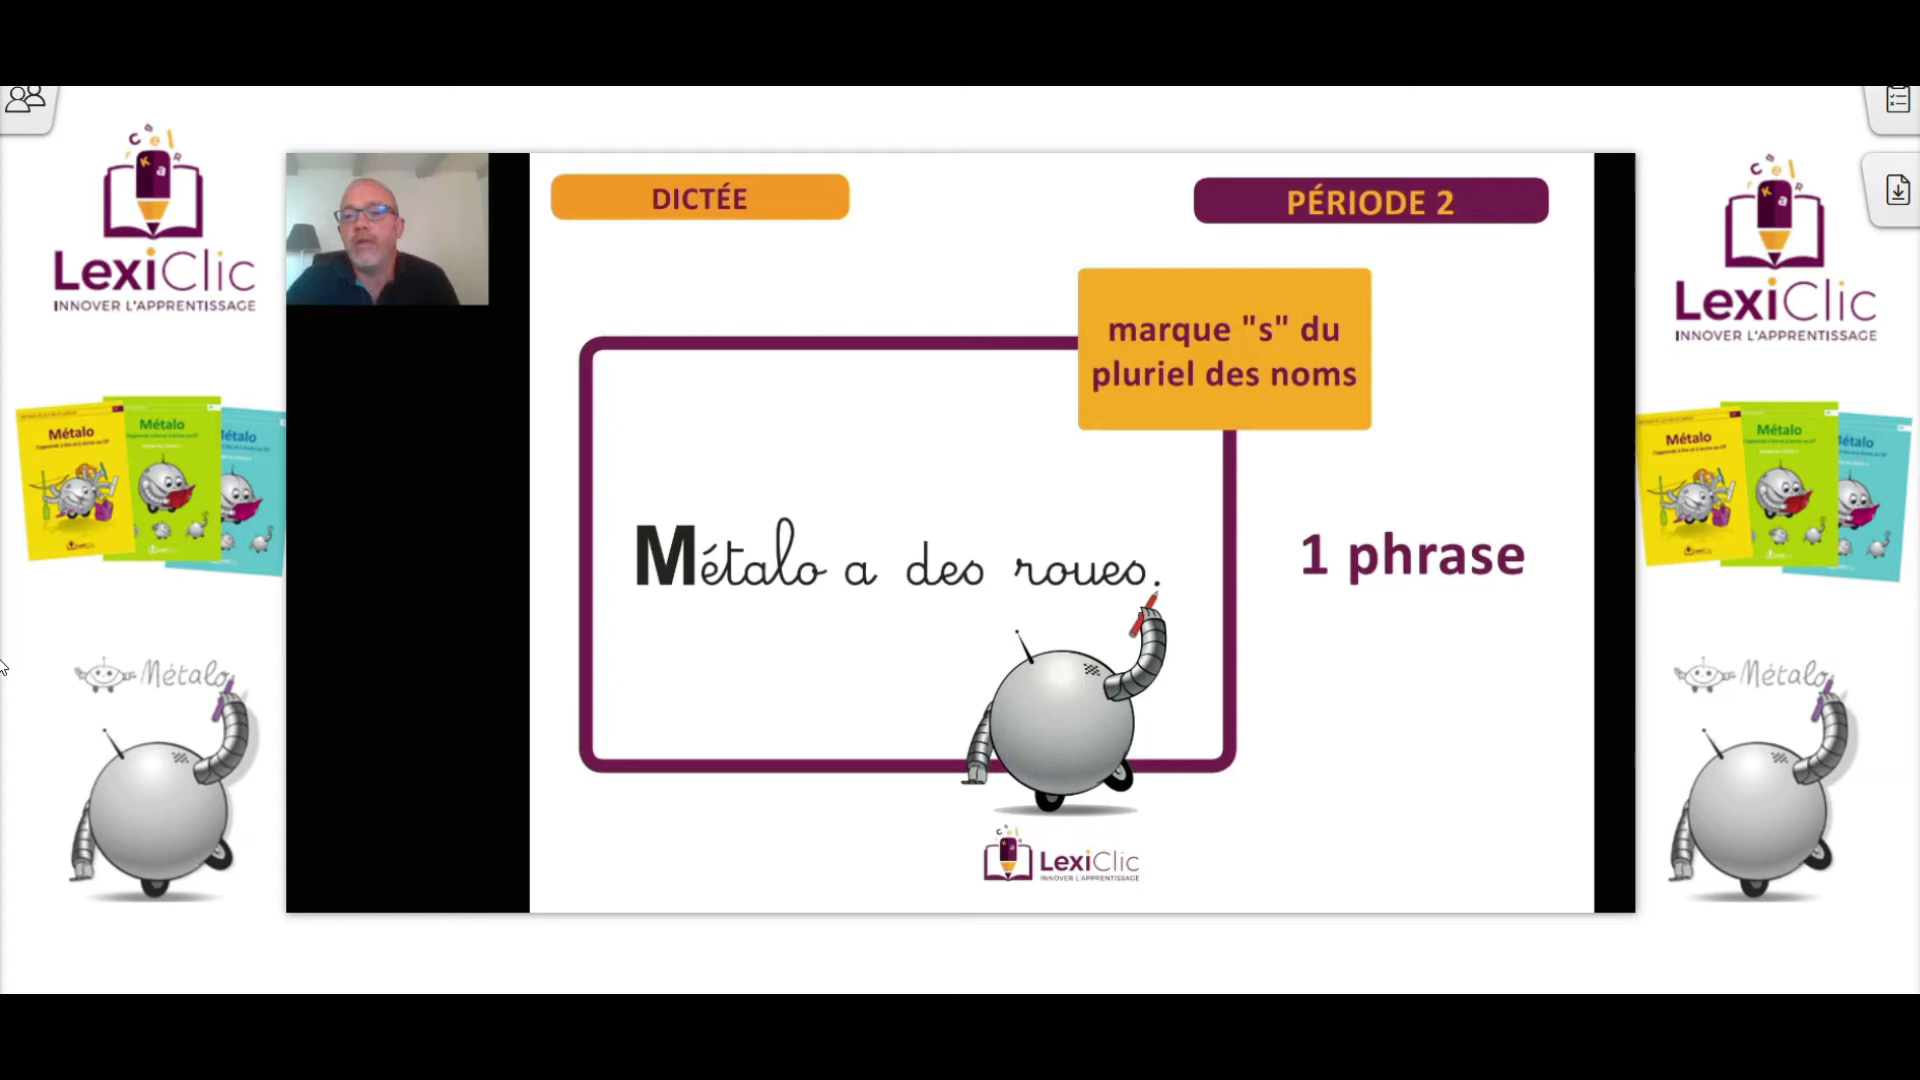 LexiClic
INNOVER L'APPRENTISSAGE
Métalo
Métalo
Métalo
Métalo
DICTÉE
PÉRIODE 2
marque "s" du
pluriel des noms
Métalo a des roues.
1 phrase
LexiClic
INNOVER L'APPRENTISSAGE
LexiClic
INNOVER L'APPRENTISSAGE
Métalo
Métalo
Métalo
Métalo